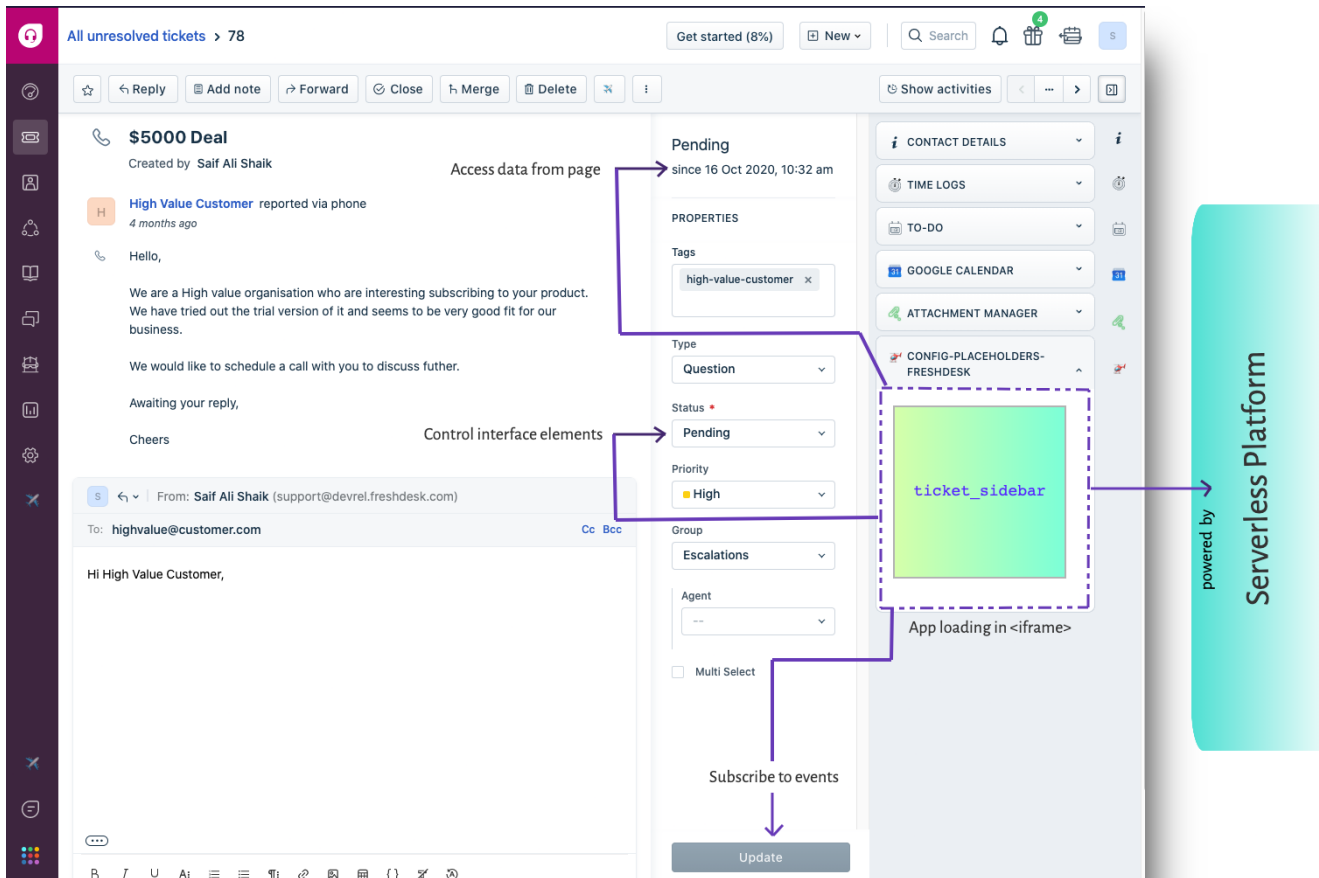 All unresolved tickets > 78
Get started (8%)
New
Search
4
S
Reply
Add note
Forward
Close
Merge
Delete
Show activities
$5000 Deal
Created by Saif Ali Shaik
H
High Value Customer reported via phone
4 months ago
Hello,
We are a High value organisation who are interesting subscribing to your product.
We have tried out the trial version of it and seems to be very good fit for our
business.
We would like to schedule a call with you to discuss futher.
Awaiting your reply,
Cheers
S
From: Saif Ali Shaik (support@devrel.freshdesk.com)
To: highvalue@customer.com
Cc Bcc
Hi High Value Customer,
B I U A
Access data from page
Control interface elements
Subscribe to events
Pending
since 16 Oct 2020, 10:32 am
PROPERTIES
Tags
high-value-customer ×
Type
Question
Status •
Pending
Priority
High
Group
Escalations
Agent
--
Multi Select
Update
i CONTACT DETAILS
i
TIME LOGS
TO-DO
31 GOOGLE CALENDAR
31
ATTACHMENT MANAGER
CONFIG-PLACEHOLDERS-
FRESHDESK
ticket_sidebar
App loading in <iframe>
powered by
Serverless Platform